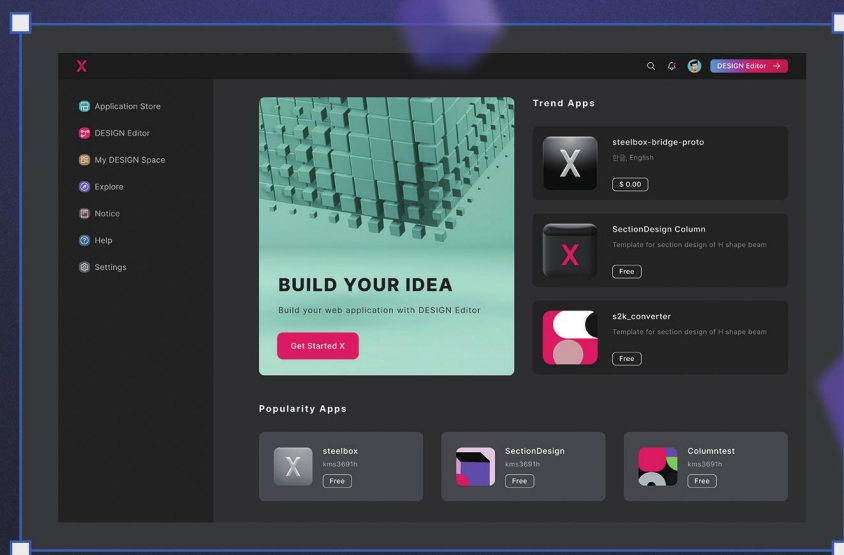 X
DESIGN Editor →
Application Store
DESIGN Editor
My DESIGN Space
Explore
Notice
Help
Settings
BUILD YOUR IDEA
Build your web application with DESIGN Editor
Get Started X
Trend Apps
X
steelbox-bridge-proto
한글, English
$ 0.00
X
SectionDesign Column
Template for section design of H shape beam
Free
s2k_converter
Template for section design of H shape beam
Free
Popularity Apps
X
steelbox
kms3691h
Free
SectionDesign
kms3691h
Free
Columntest
kms3691h
Free